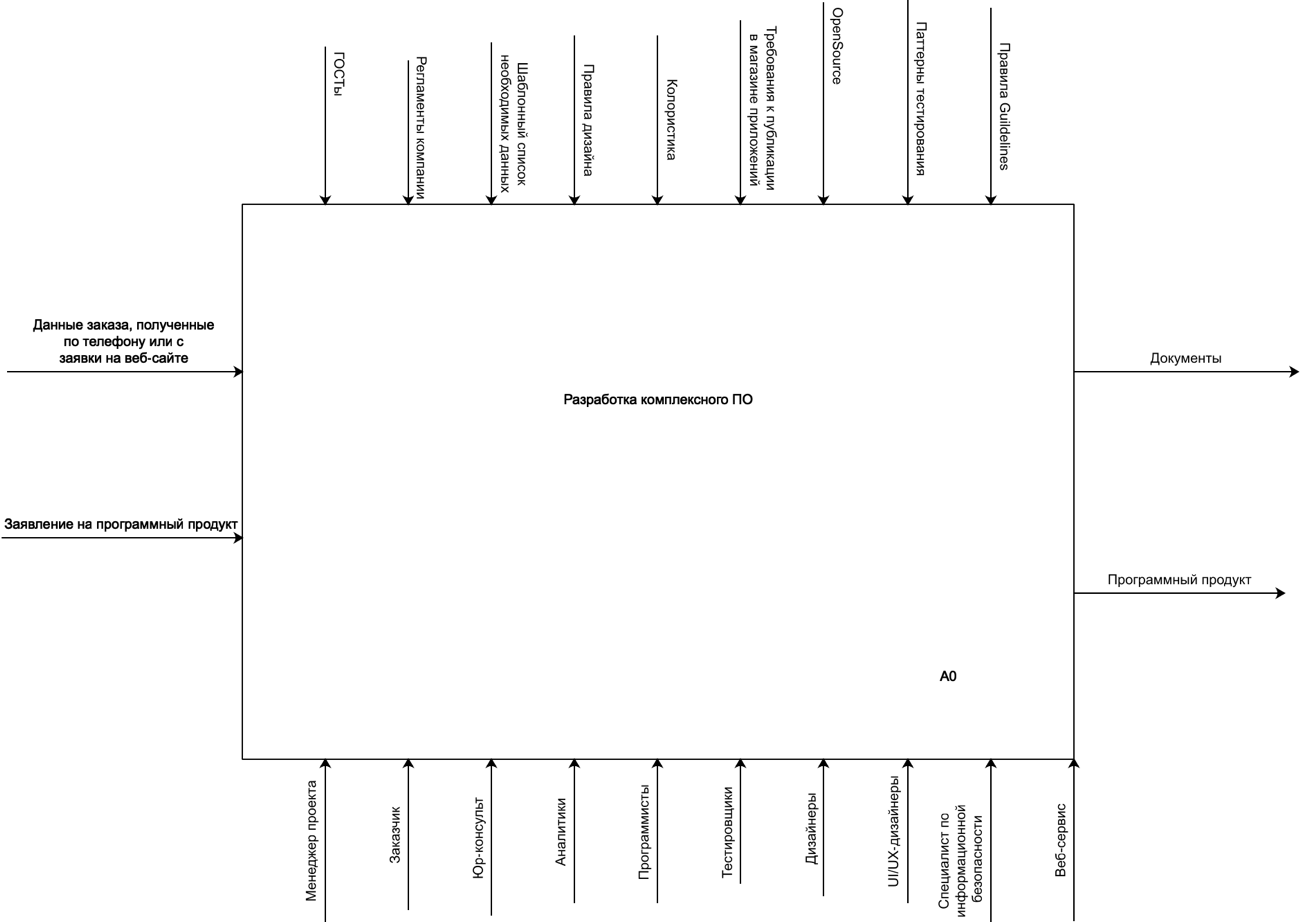 ГОСТы
Регламенты компании
Шаблонный список
необходимых данных
Правила дизайна
Колористика
Требования к публикации
в магазине приложений
OpenSource
Паттерны тестирования
Правила Guildelines
Данные заказа, полученные
по телефону или с
заявки на веб-сайте
Документы
Разработка комплексного ПО
Заявление на программный продукт
Программный продукт
А0
Менеджер проекта
Заказчик
Юр-консульт
Аналитики
Программисты
Тестировщики
Дизайнеры
UI/UX-дизайнеры
Специалист по
информационной
безопасности
Веб-сервис